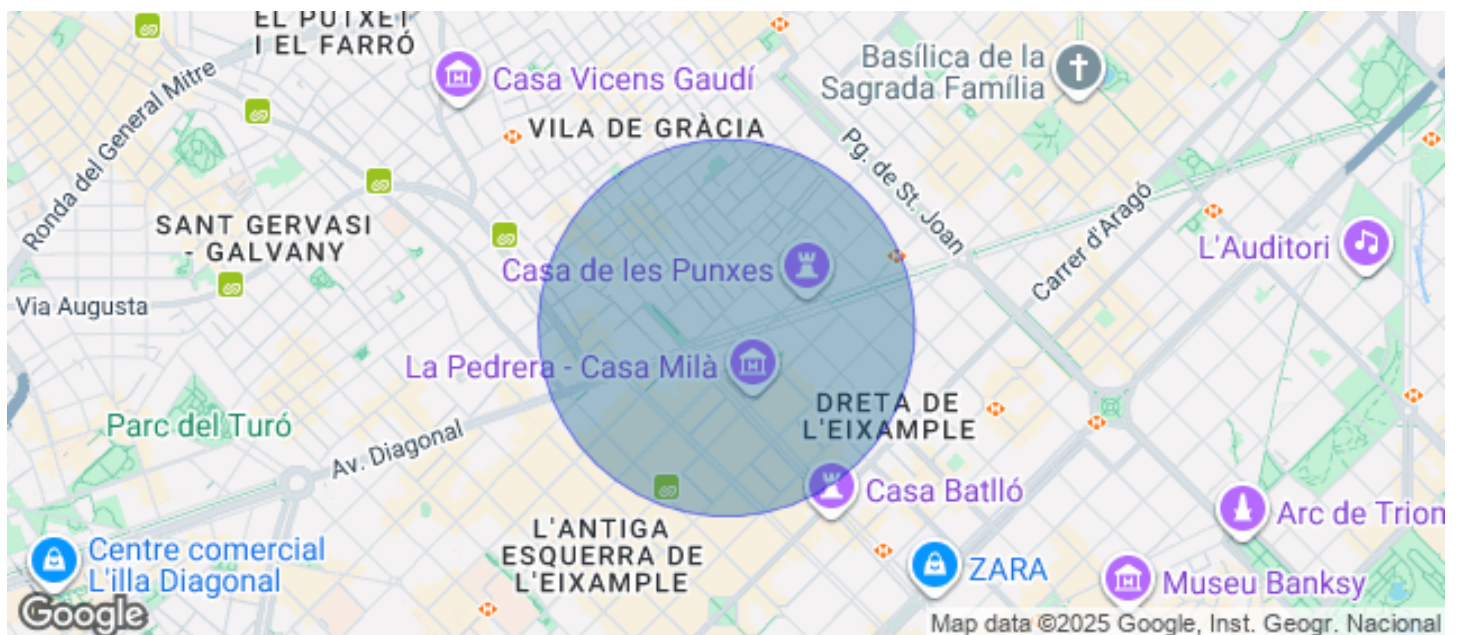 EL PUTXET
I EL FARRÓ
Casa Vicens Gaudí
Basílica de la
Sagrada Família
Ronda del General Mitre
VILA DE GRÀCIA
Pg. de St. Joan
SANT GERVASI
- GALVANY
Carrer d'Aragó
L'Auditori
Casa de les Punxes
Via Augusta
La Pedrera - Casa Milà
Parc del Turó
Av. Diagonal
DRETA DE
L'EIXAMPLE
Casa Batlló
Arc de Trion
L'ANTIGA
ESQUERRA DE
L'EIXAMPLE
Centre comercial
L'illa Diagonal
ZARA
Museu Banksy
Google
Map data ©2025 Google, Inst. Geogr. Nacional